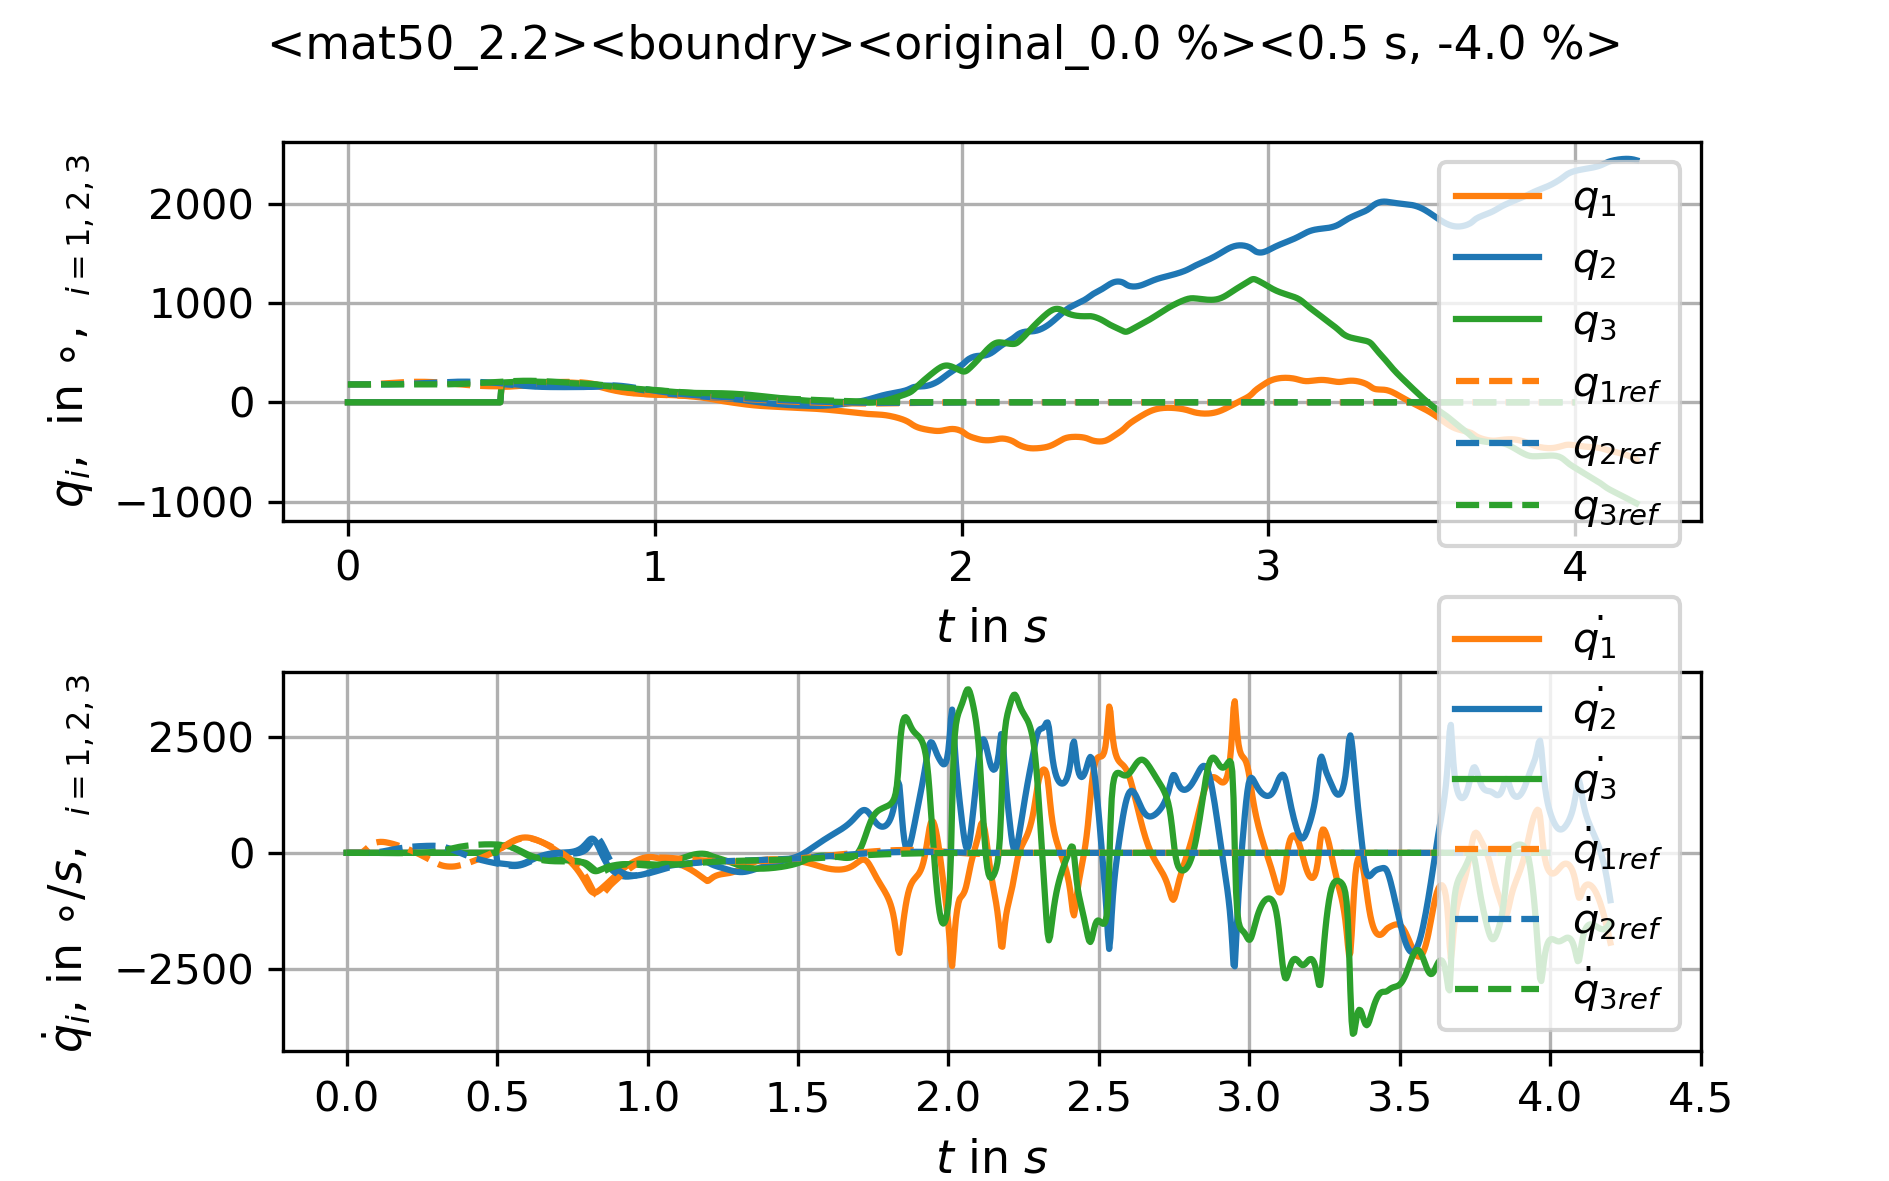 <mat50_2.2><boundry><original_0.0 %><0.5 s, -4.0 %>
q_i, in °, i = 1, 2, 3
2000
1000
0
−1000
0 1 2 3 4
t in s
q_1
q_2
q_3
q_1ref
q_2ref
q_3ref
q̇_i, in °/s, i = 1, 2, 3
2500
0
−2500
0.0 0.5 1.0 1.5 2.0 2.5 3.0 3.5 4.0 4.5
t in s
q̇_1
q̇_2
q̇_3
q̇_1ref
q̇_2ref
q̇_3ref